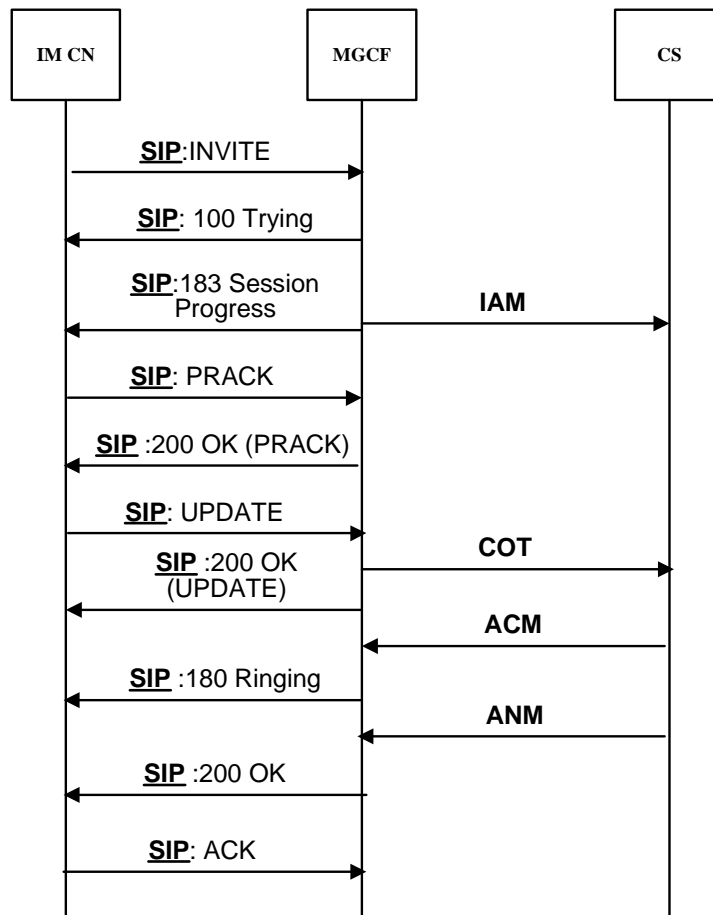 IM CN
MGCF
CS
SIP:INVITE
SIP: 100 Trying
SIP:183 Session
Progress
IAM
SIP: PRACK
SIP :200 OK (PRACK)
SIP: UPDATE
SIP :200 OK
(UPDATE)
COT
ACM
SIP :180 Ringing
ANM
SIP :200 OK
SIP: ACK